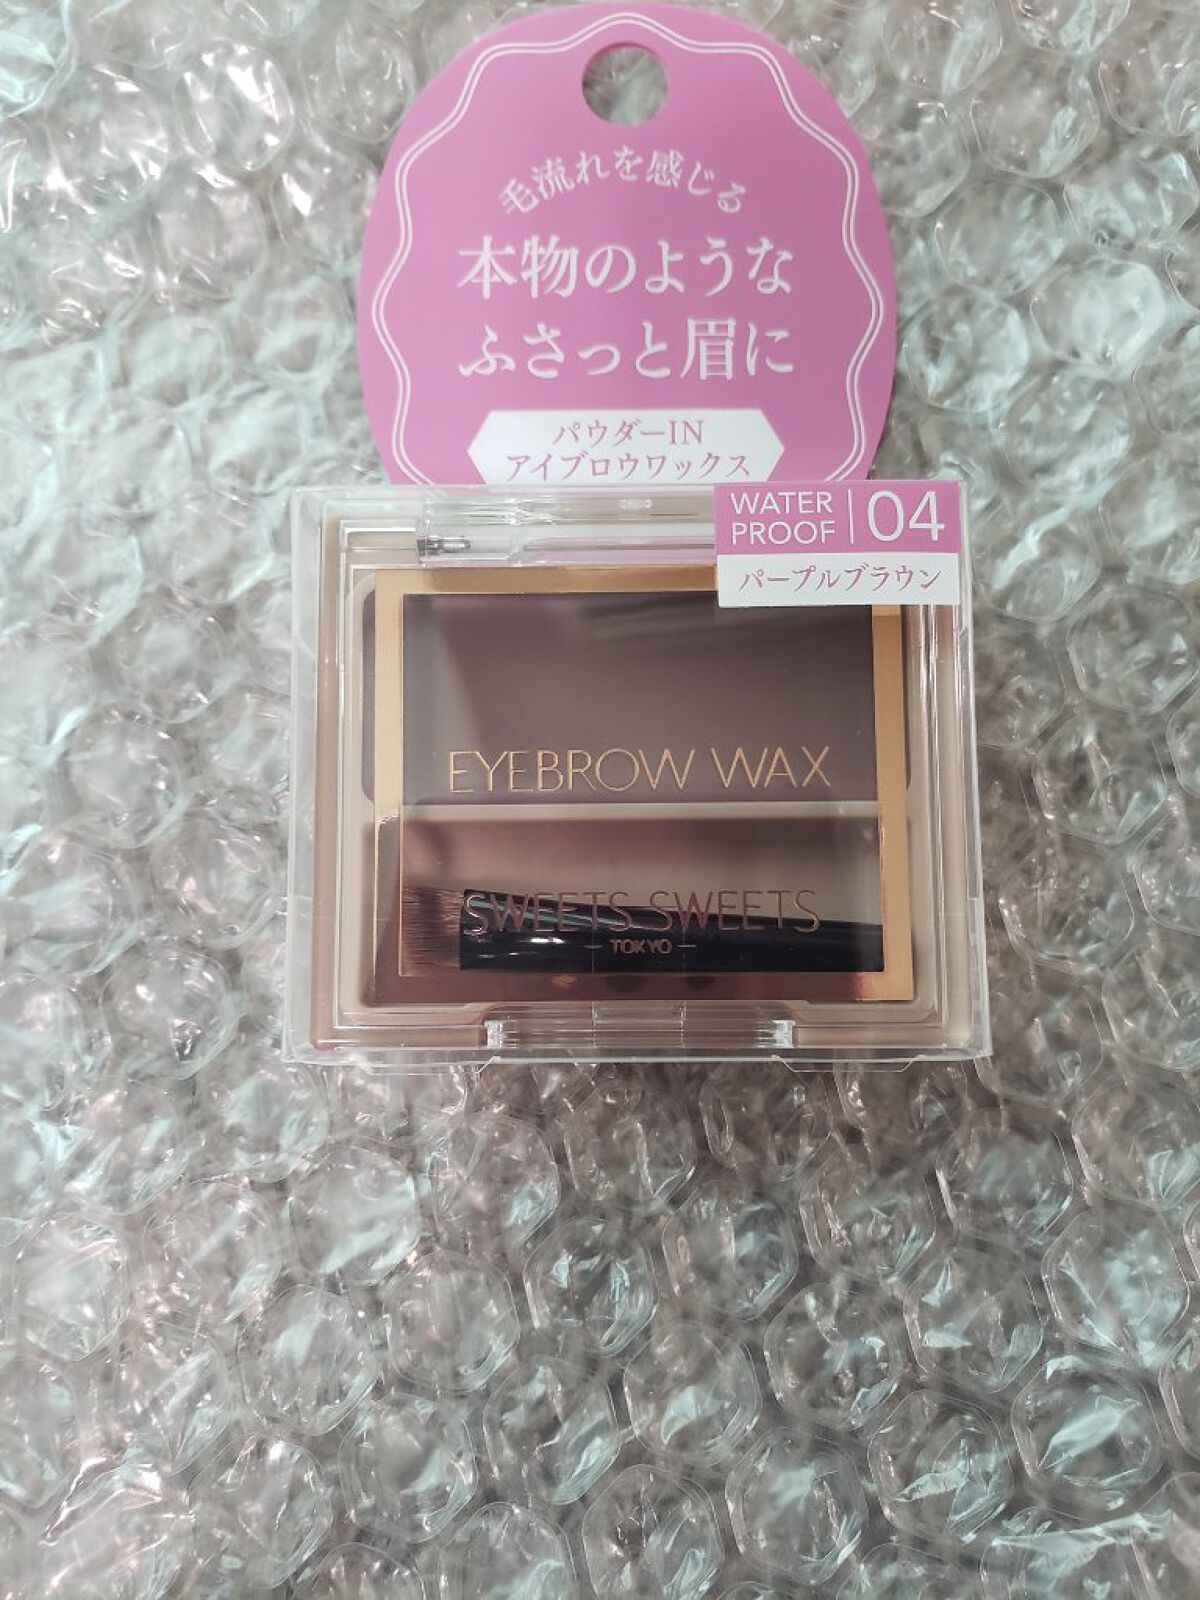 毛流れを感じる
本物のような
ふさっと眉に
パウダーIN
アイブロウワックス
WATER
PROOF
04
パープルブラウン
EYEBROW WAX
SWEETS SWEETS
TOKYO